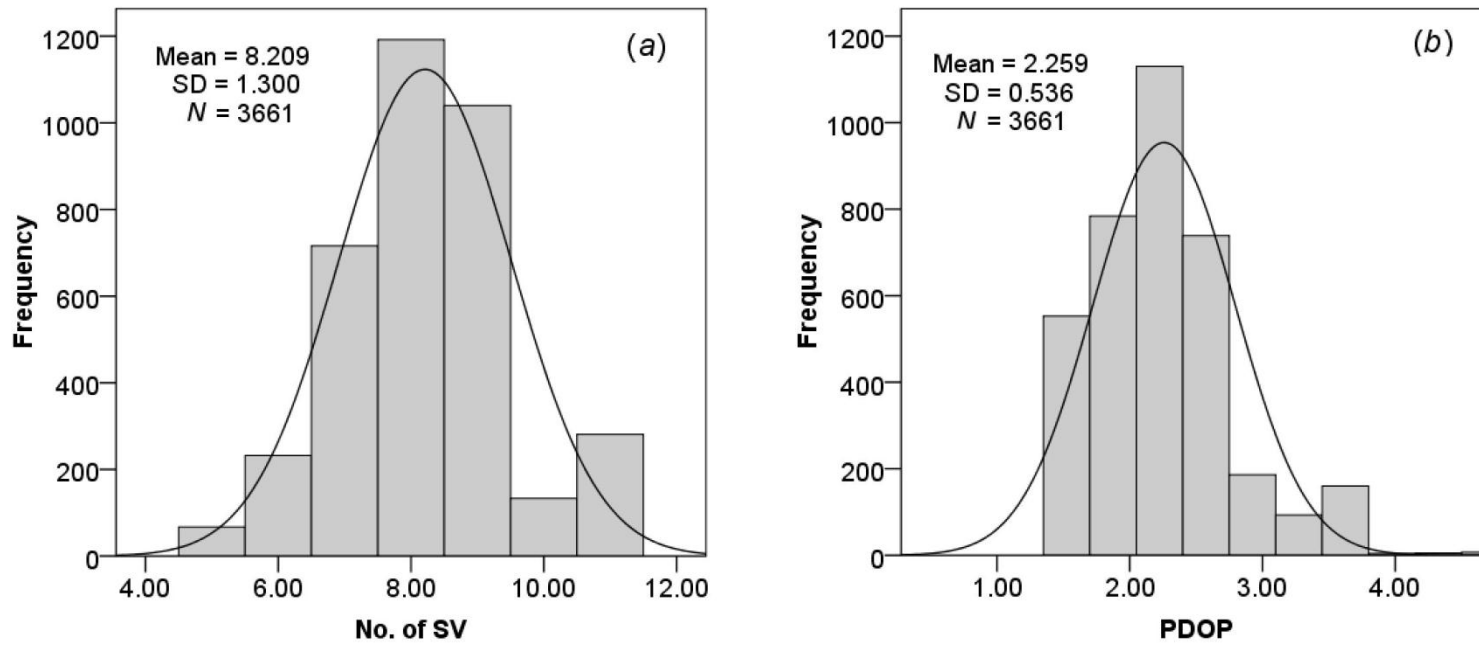 (a)
Mean = 8.209
SD = 1.300
N = 3661
1200
1000
800
600
400
200
0
Frequency
4.00 6.00 8.00 10.00 12.00
No. of SV
(b)
Mean = 2.259
SD = 0.536
N = 3661
1200
1000
800
600
400
200
0
Frequency
1.00 2.00 3.00 4.00
PDOP